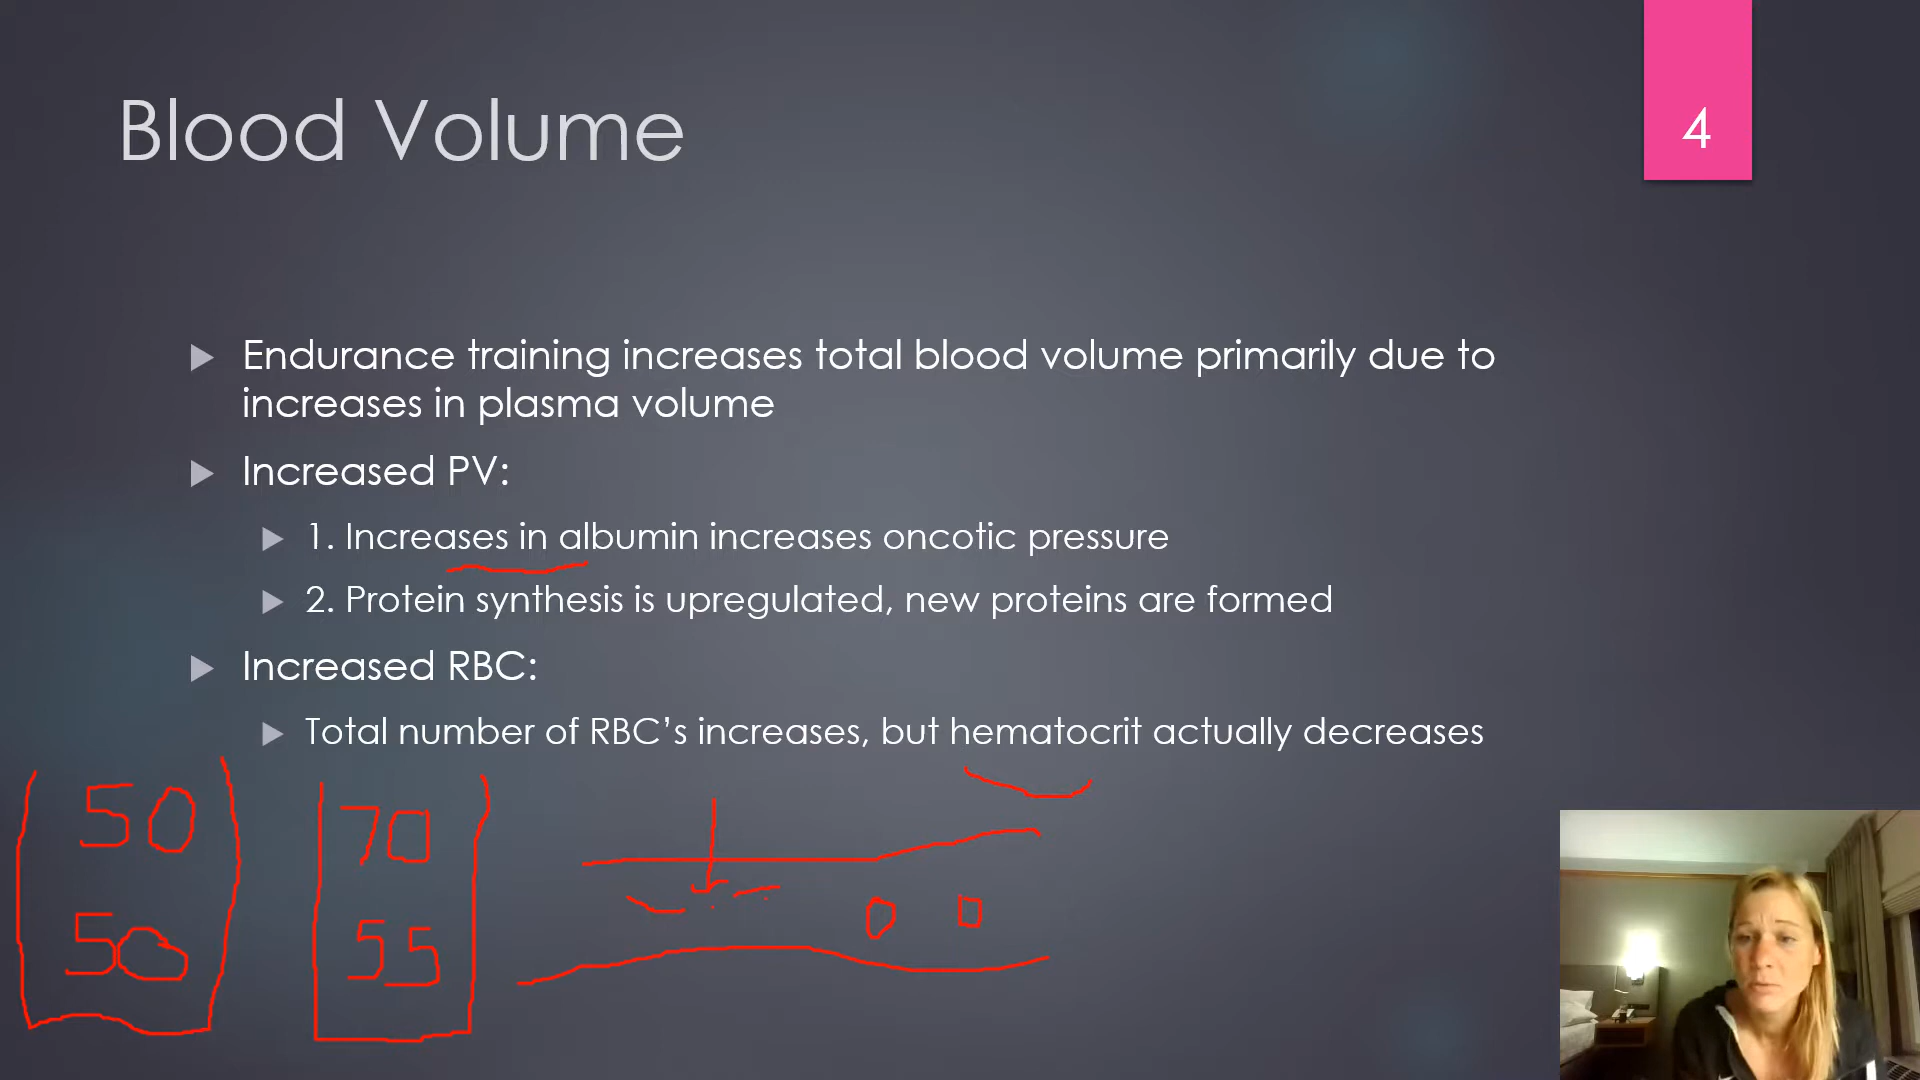 Blood Volume
4
Endurance training increases total blood volume primarily due to
increases in plasma volume
Increased PV:
1. Increases in albumin increases oncotic pressure
2. Protein synthesis is upregulated, new proteins are formed
Increased RBC:
Total number of RBC’s increases, but hematocrit actually decreases
50 70
50 55